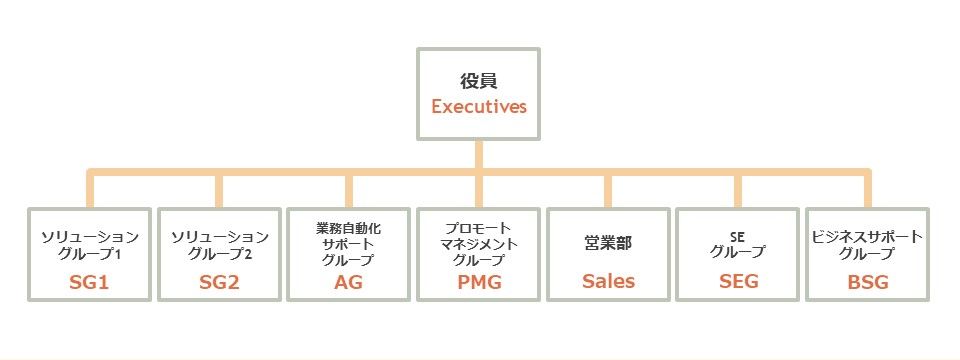 役員
Executives
ソリューション
グループ1
SG1
ソリューション
グループ2
SG2
業務自動化
サポート
グループ
AG
プロモート
マネジメント
グループ
PMG
営業部
Sales
SE
グループ
SEG
ビジネスサポート
グループ
BSG